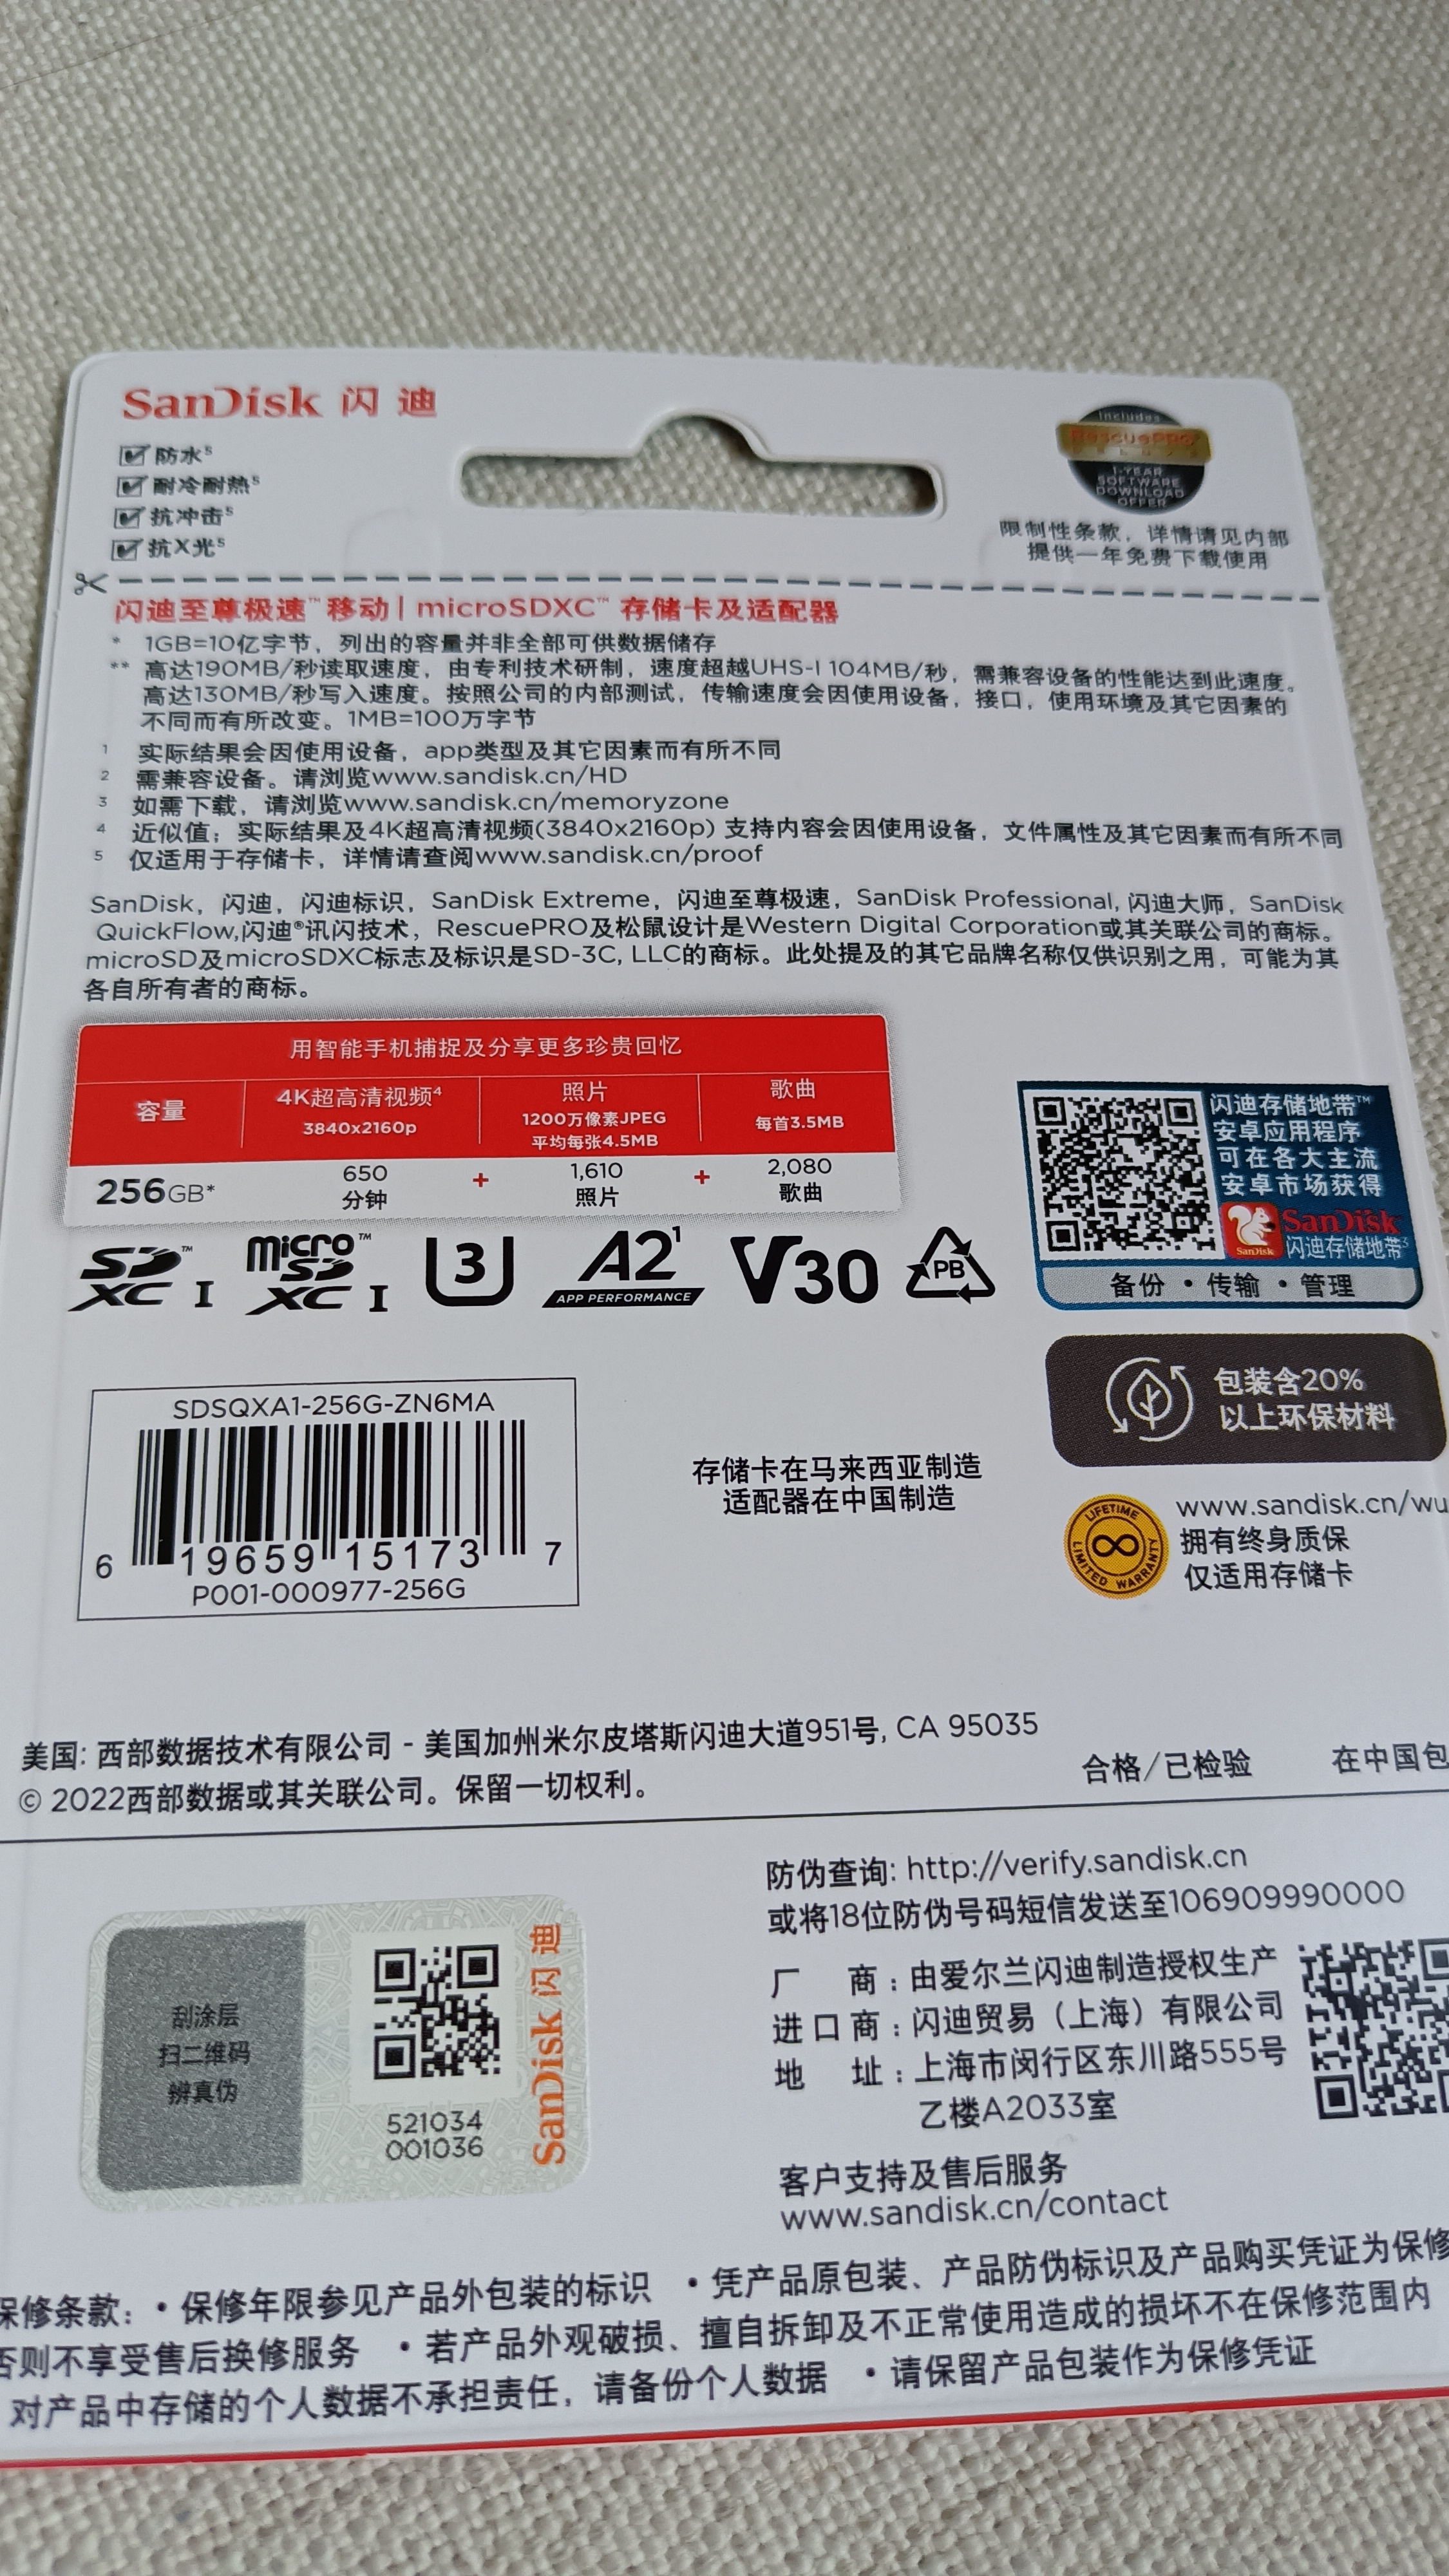 SanDisk 闪迪
防水5
耐冷耐热5
抗冲击5
抗X光5
Includes
RescuePRO
DELUXE
1-YEAR
SOFTWARE
DOWNLOAD
OFFER
限制性条款，详情请见内部
提供一年免费下载使用
闪迪至尊极速™移动 | microSDXC™ 存储卡及适配器
* 1GB=10亿字节，列出的容量并非全部可供数据储存
** 高达190MB/秒读取速度，由专利技术研制，速度超越UHS-I 104MB/秒，需兼容设备的性能达到此速度。
高达130MB/秒写入速度。按照公司的内部测试，传输速度会因使用设备，接口，使用环境及其它因素的
不同而有所改变。1MB=100万字节
1 实际结果会因使用设备，app类型及其它因素而有所不同
2 需兼容设备。请浏览www.sandisk.cn/HD
3 如需下载，请浏览www.sandisk.cn/memoryzone
4 近似值；实际结果及4K超高清视频(3840x2160p) 支持内容会因使用设备，文件属性及其它因素而有所不同
5 仅适用于存储卡，详情请查阅www.sandisk.cn/proof
SanDisk，闪迪，闪迪标识，SanDisk Extreme，闪迪至尊极速，SanDisk Professional, 闪迪大师，SanDisk
QuickFlow,闪迪®讯闪技术，RescuePRO及松鼠设计是Western Digital Corporation或其关联公司的商标。
microSD及microSDXC标志及标识是SD-3C, LLC的商标。此处提及的其它品牌名称仅供识别之用，可能为其
各自所有者的商标。
用智能手机捕捉及分享更多珍贵回忆
容量
4K超高清视频4
3840x2160p
照片
1200万像素JPEG
平均每张4.5MB
歌曲
每首3.5MB
256GB*
650
分钟
+
1,610
照片
+
2,080
歌曲
闪迪存储地带™
安卓应用程序
可在各大主流
安卓市场获得
SanDisk
SanDisk
闪迪存储地带3
备份 · 传输 · 管理
SD™ XC I
micro™ SD XC I
3
A2 1
APP PERFORMANCE
V30
PB
包装含20%
以上环保材料
SDSQXA1-256G-ZN6MA
6 19659 15173 7
P001-000977-256G
存储卡在马来西亚制造
适配器在中国制造
LIFETIME
LIMITED WARRANTY
www.sandisk.cn/wu
拥有终身质保
仅适用存储卡
美国: 西部数据技术有限公司 - 美国加州米尔皮塔斯闪迪大道951号, CA 95035
© 2022西部数据或其关联公司。保留一切权利。
合格/已检验
在中国包
刮涂层
扫二维码
辨真伪
521034
001036
SanDisk 闪迪
防伪查询: http://verify.sandisk.cn
或将18位防伪号码短信发送至106909990000
厂 商：由爱尔兰闪迪制造授权生产
进口商：闪迪贸易（上海）有限公司
地 址：上海市闵行区东川路555号
乙楼A2033室
客户支持及售后服务
www.sandisk.cn/contact
保修条款：• 保修年限参见产品外包装的标识 • 凭产品原包装、产品防伪标识及产品购买凭证为保修
否则不享受售后换修服务 • 若产品外观破损、擅自拆卸及不正常使用造成的损坏不在保修范围内
对产品中存储的个人数据不承担责任，请备份个人数据 • 请保留产品包装作为保修凭证